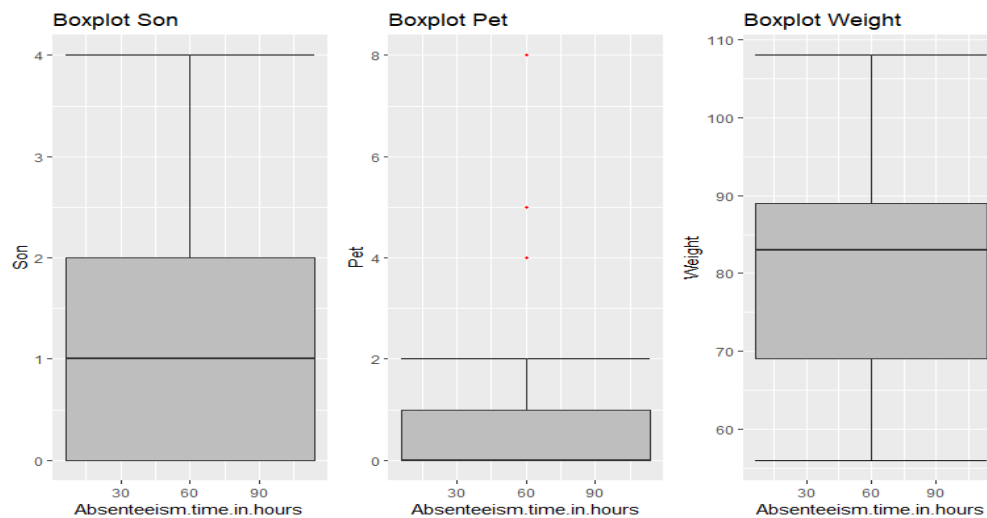 Boxplot Son
4
3
2
1
0
Son
30 60 90
Absenteeism.time.in.hours
Boxplot Pet
8
6
4
2
0
Pet
30 60 90
Absenteeism.time.in.hours
Boxplot Weight
110
100
90
80
70
60
Weight
30 60 90
Absenteeism.time.in.hours